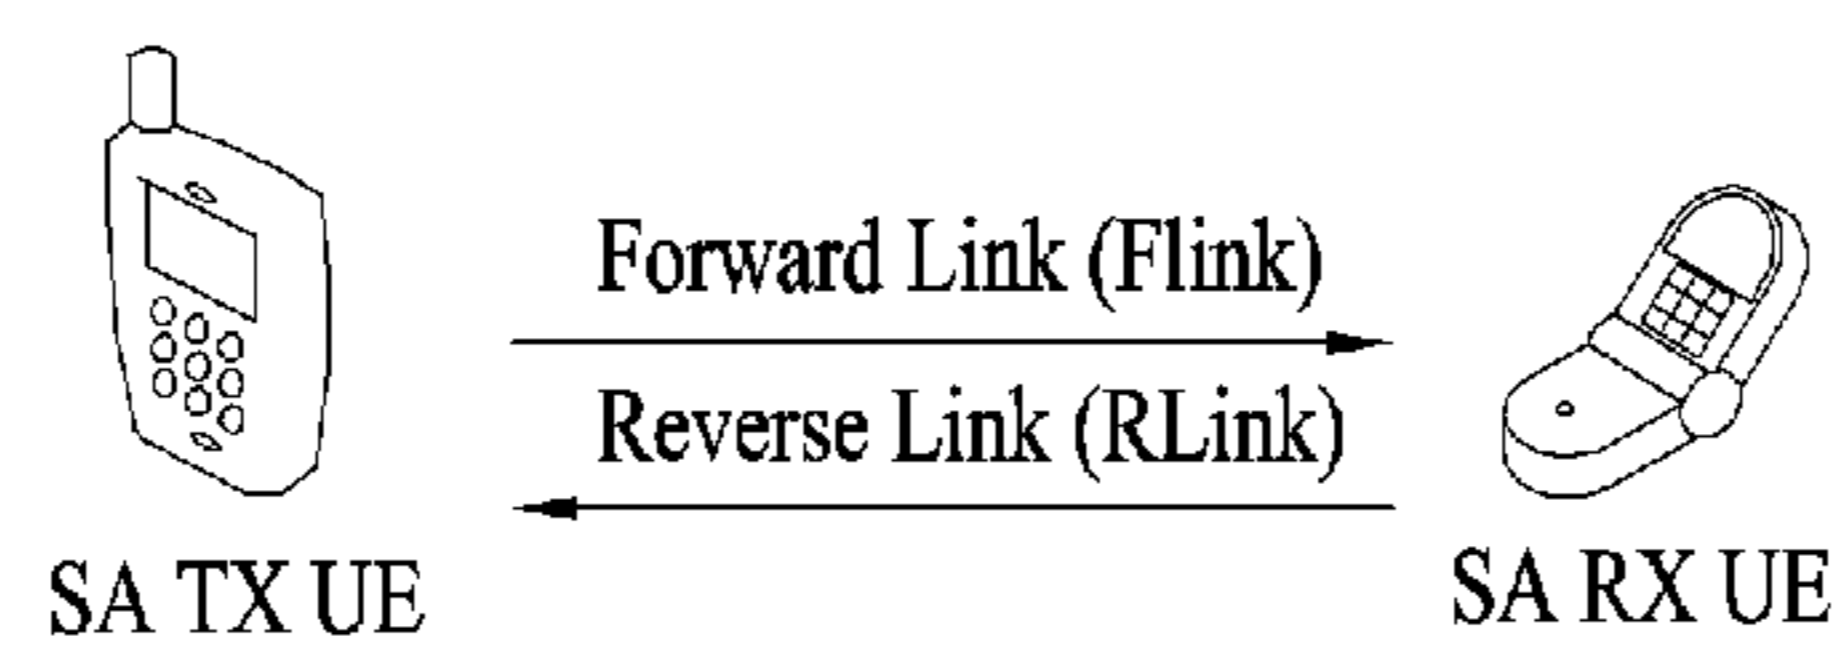 Forward Link (Flink)
Reverse Link (RLink)
SA TX UE
SA RX UE